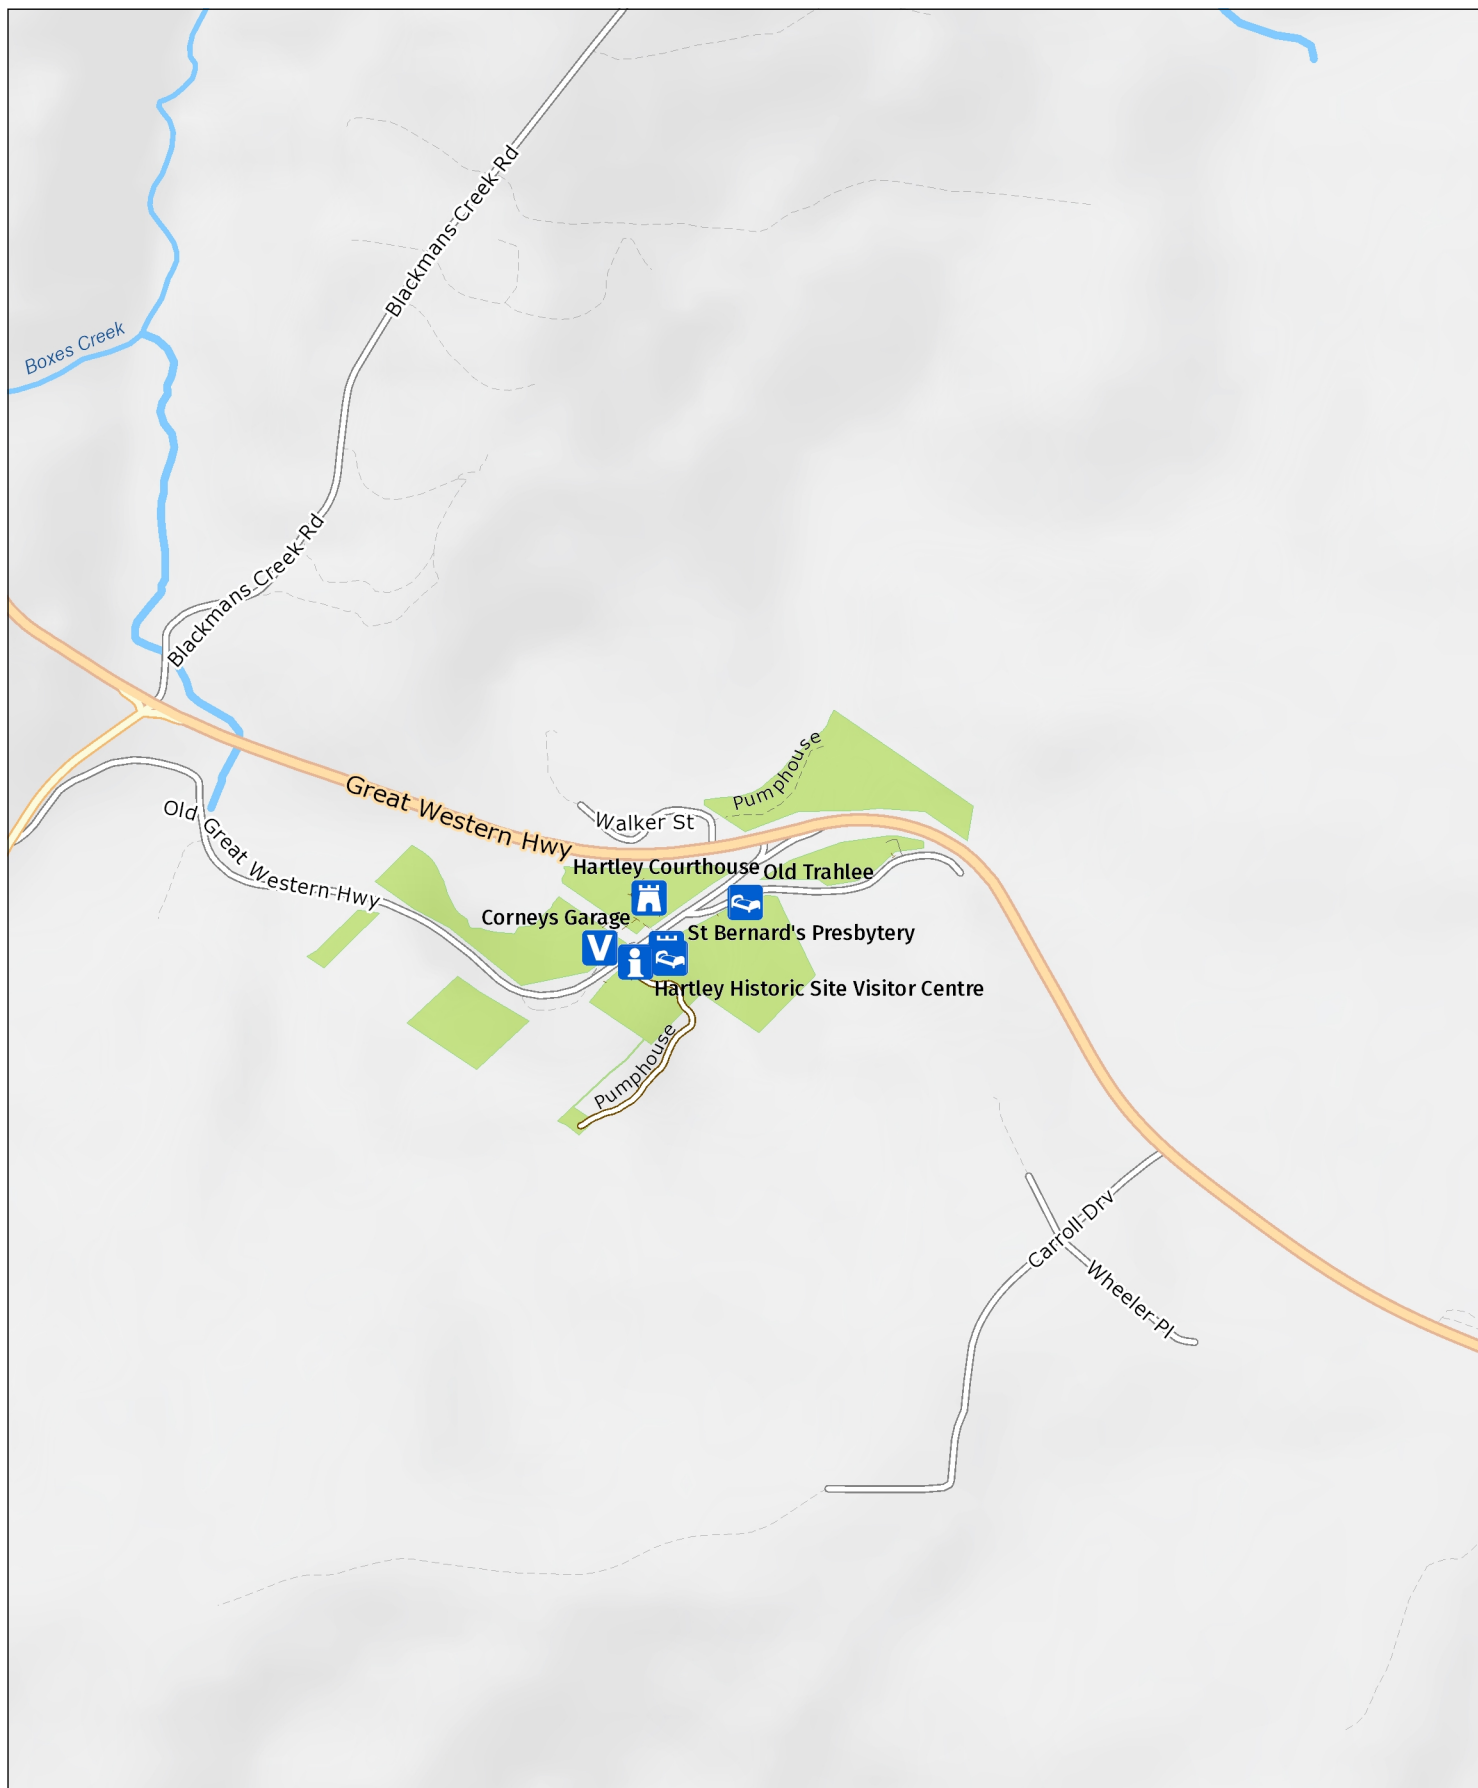 Blackmans Creek Rd
Boxes Creek
Blackmans Creek Rd
Pumphouse
Great Western Hwy
Walker St
Old Great Western Hwy
Hartley Courthouse
Old Trahlee
Corneys Garage
V
St Bernard's Presbytery
i
Hartley Historic Site Visitor Centre
Pumphouse
Carroll Drv
Wheeler Pl